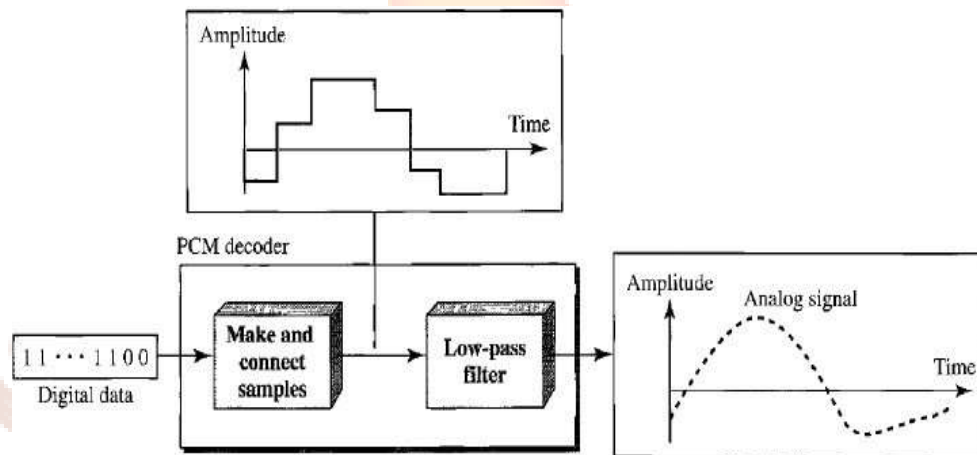 Amplitude
Time
PCM decoder
Make and
connect
samples
Low-pass
filter
11 ··· 1100
Digital data
Amplitude
Analog signal
Time